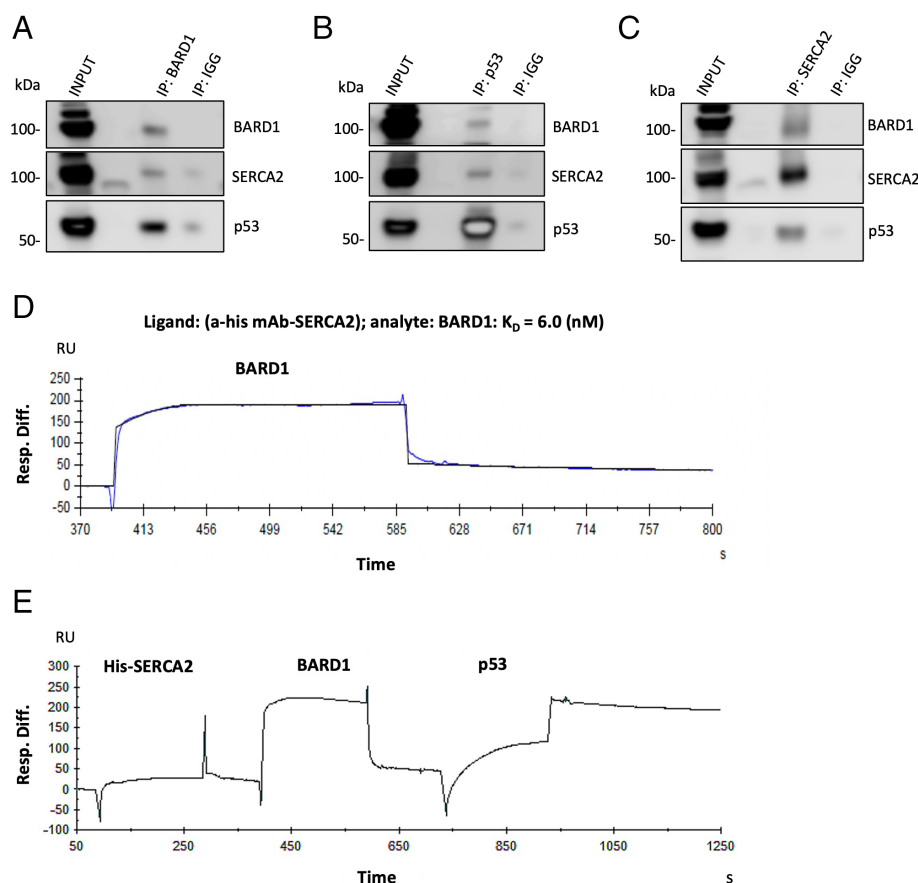 A
B
C
kDa
INPUT
IP: BARD1
IP: IGG
100-
BARD1
100-
SERCA2
50-
p53
kDa
INPUT
IP: p53
IP: IGG
100-
BARD1
100-
SERCA2
50-
p53
kDa
INPUT
IP: SERCA2
IP: IGG
100-
BARD1
100-
SERCA2
50-
p53
D
Ligand: (a-his mAb-SERCA2); analyte: BARD1: KD = 6.0 (nM)
RU
BARD1
Resp. Diff.
250
200
150
100
50
0
-50
370 413 456 499 542 585 628 671 714 757 800
s
Time
E
RU
His-SERCA2 BARD1 p53
Resp. Diff.
300
250
200
150
100
50
0
-50
-100
50 250 450 650 850 1050 1250
Time
s